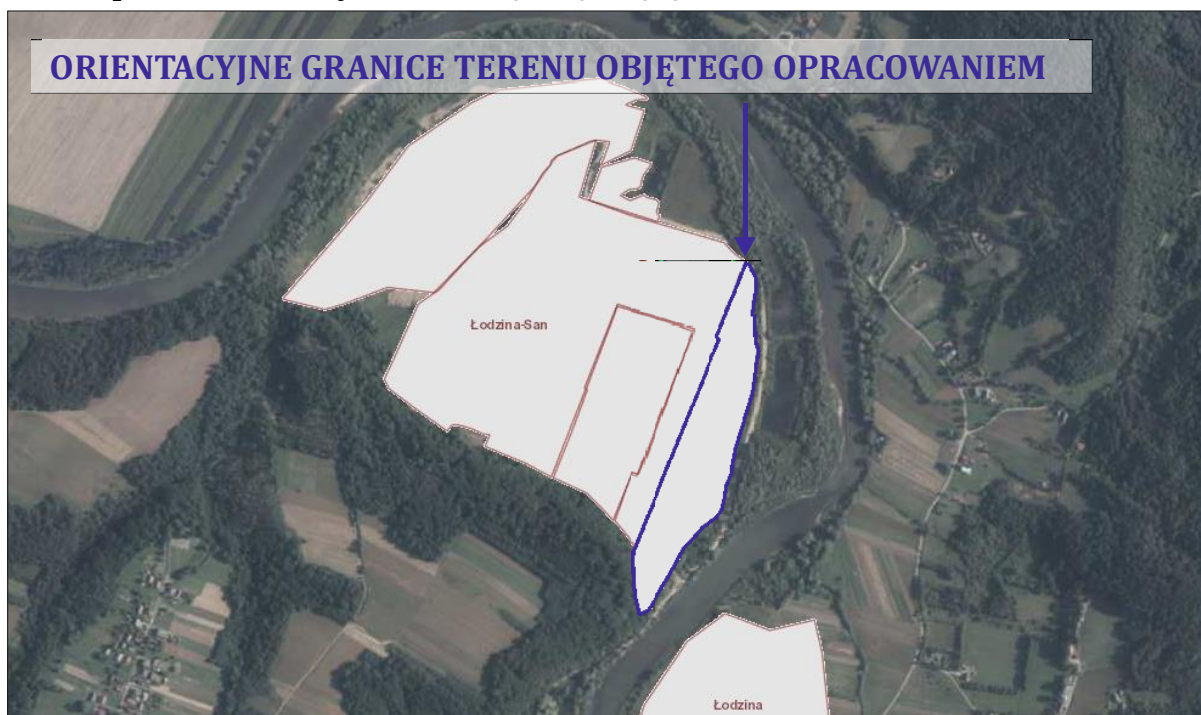 ORIENTACYJNE GRANICE TERENU OBJĘTEGO OPRACOWANIEM
Łodzina-San
Łodzina